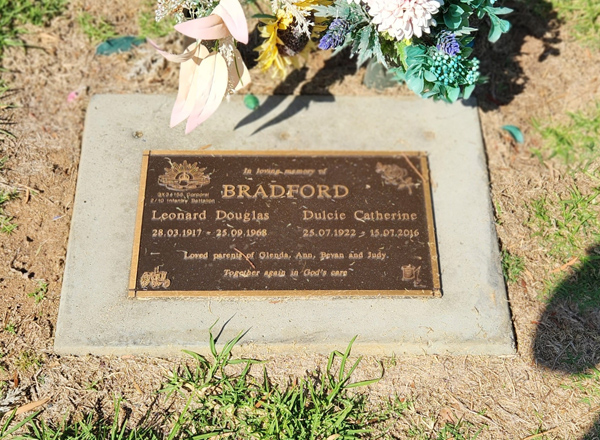 In loving memory of
BRADFORD
Corporal
2/10 Infantry Battalion
Leonard Douglas
28.03.1917 - 25.09.1968
Dulcie Catherine
25.07.1922 - 15.07.2016
Loved parents of Glenda, Ann, Bevan and Judy.
Together again in God's care